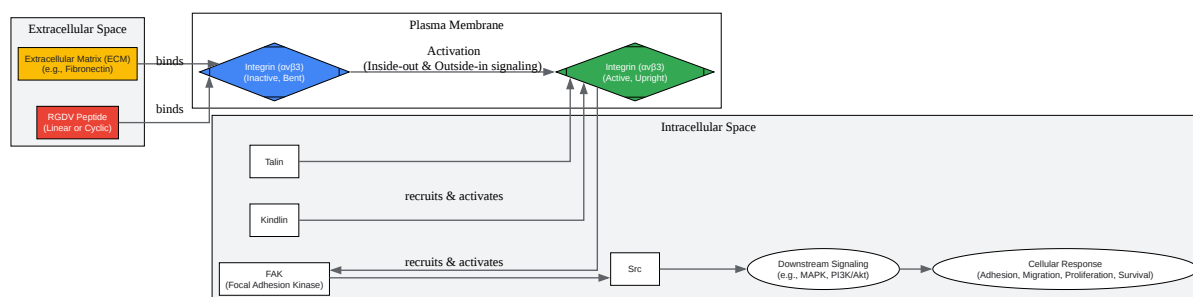 Extracellular Space
Extracellular Matrix (ECM)
(e.g., Fibronectin)
RGDV Peptide
(Linear or Cyclic)
binds
binds
Plasma Membrane
Integrin (αvβ3)
(Inactive, Bent)
Activation
(Inside-out & Outside-in signaling)
Integrin (αvβ3)
(Active, Upright)
Intracellular Space
Talin
recruits & activates
Kindlin
recruits & activates
FAK
(Focal Adhesion Kinase)
Src
Downstream Signaling
(e.g., MAPK, PI3K/Akt)
Cellular Response
(Adhesion, Migration, Proliferation, Survival)